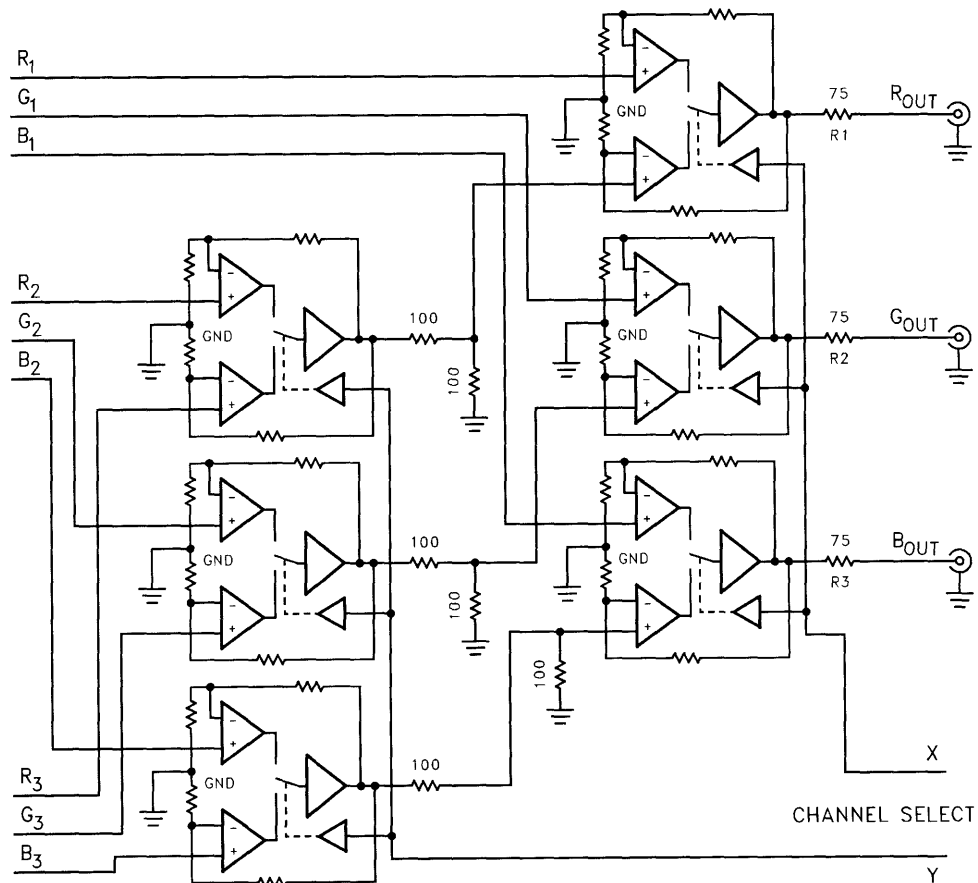 R1
G1
B1
GND
75
R1
ROUT
R2
G2
B2
GND
100
100
GND
75
R2
GOUT
GND
100
100
GND
75
R3
BOUT
R3
G3
B3
GND
100
100
X
CHANNEL SELECT
Y